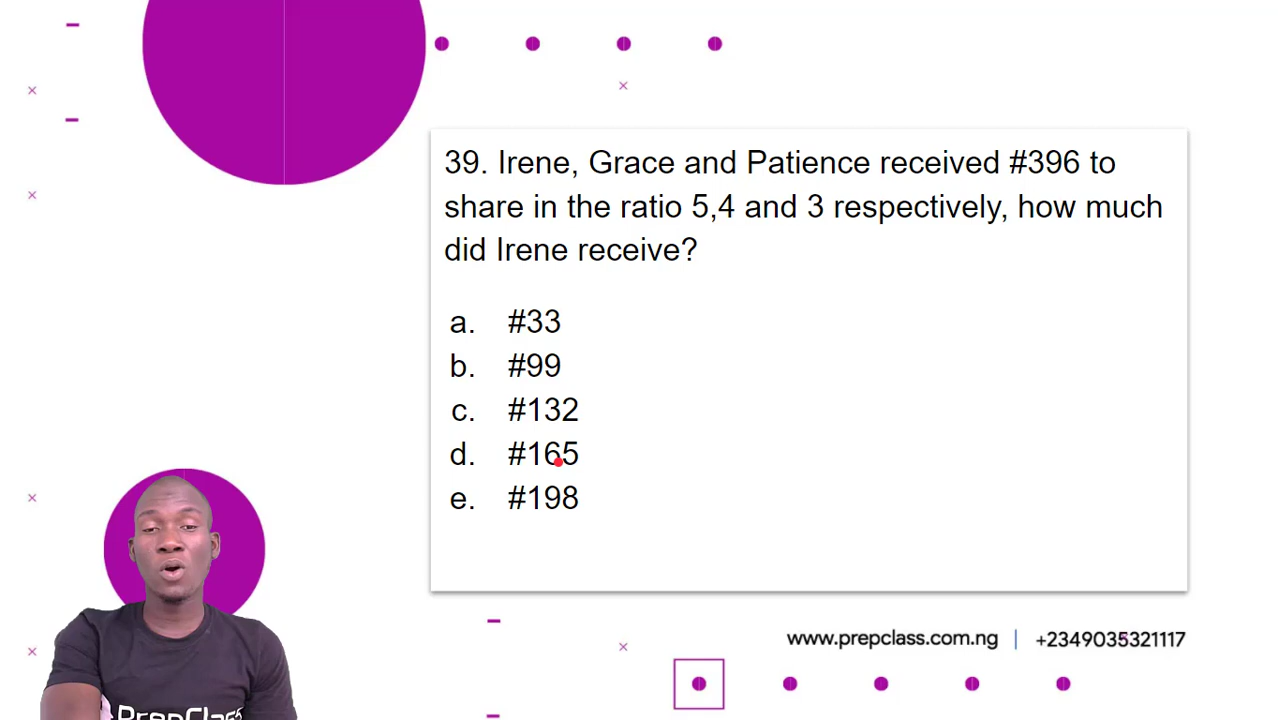 39. Irene, Grace and Patience received #396 to
share in the ratio 5,4 and 3 respectively, how much
did Irene receive?
a. #33
b. #99
c. #132
d. #165
e. #198
www.prepclass.com.ng | +2349035321117
PrepClass